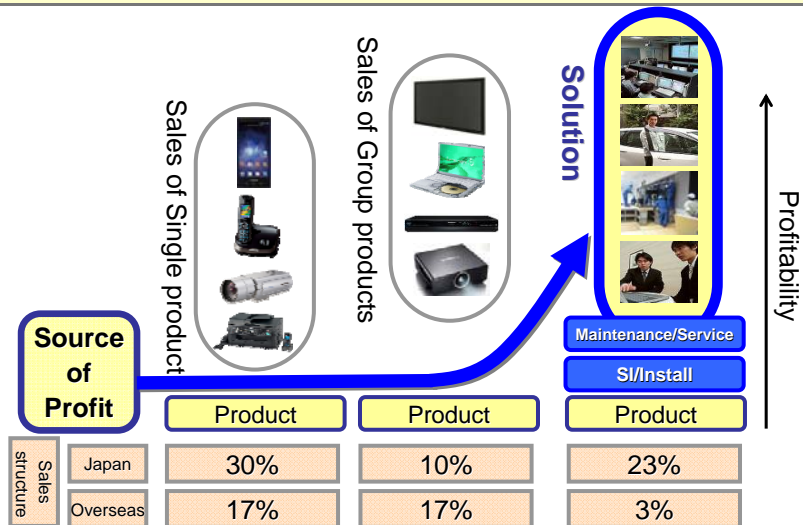 Sales of Single product
Sales of Group products
Solution
Profitability
Source
of
Profit
Maintenance/Service
SI/Install
Product
Product
Product
Sales
structure
Japan
30%
10%
23%
Overseas
17%
17%
3%